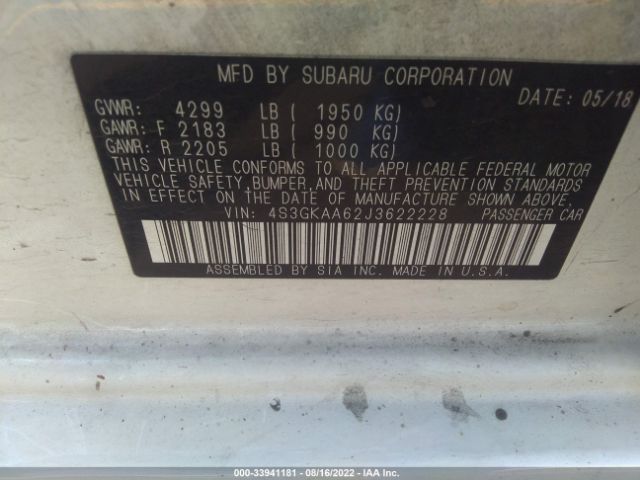 MFD BY SUBARU CORPORATION
DATE: 05/18
GVWR: 4299 LB ( 1950 KG)
GAWR: F 2183 LB ( 990 KG)
GAWR: R 2205 LB ( 1000 KG)
THIS VEHICLE CONFORMS TO ALL APPLICABLE FEDERAL MOTOR
VEHICLE SAFETY, BUMPER, AND THEFT PREVENTION STANDARDS
IN EFFECT ON THE DATE OF MANUFACTURE SHOWN ABOVE.
VIN: 4S3GKAA62J3622228 PASSENGER CAR
ASSEMBLED BY SIA INC. MADE IN U.S.A.
000-33941181 - 08/16/2022 - IAA Inc.